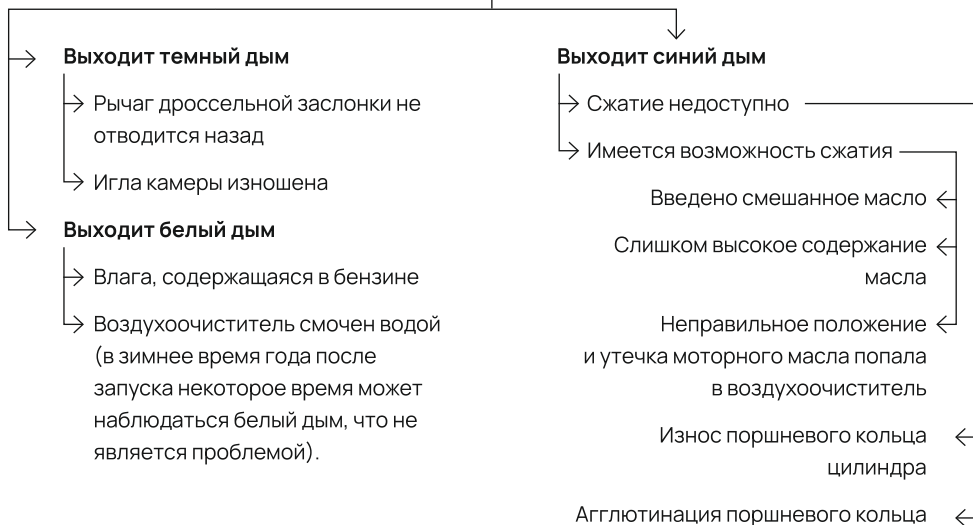 Выходит темный дым
Рычаг дроссельной заслонки не
отводится назад
Игла камеры изношена
Выходит белый дым
Влага, содержащаяся в бензине
Воздухоочиститель смочен водой
(в зимнее время года после
запуска некоторое время может
наблюдаться белый дым, что не
является проблемой).
Выходит синий дым
Сжатие недоступно
Имеется возможность сжатия
Введено смешанное масло
Слишком высокое содержание
масла
Неправильное положение
и утечка моторного масла попала
в воздухоочиститель
Износ поршневого кольца
цилиндра
Агглютинация поршневого кольца